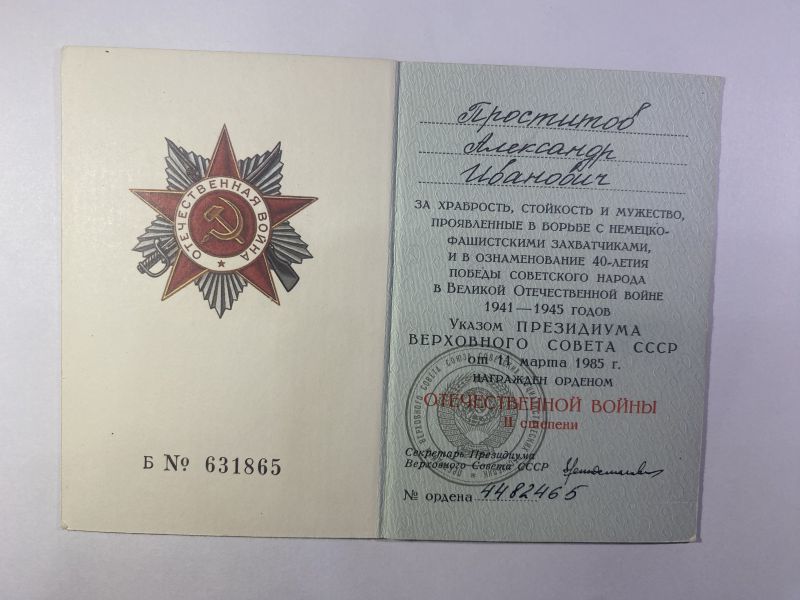 ОТЕЧЕСТВЕННАЯ ВОЙНА
Б № 631865
Проститов
Александр
Иванович
ЗА ХРАБРОСТЬ, СТОЙКОСТЬ И МУЖЕСТВО,
ПРОЯВЛЕННЫЕ В БОРЬБЕ С НЕМЕЦКО-
ФАШИСТСКИМИ ЗАХВАТЧИКАМИ,
И В ОЗНАМЕНОВАНИЕ 40-ЛЕТИЯ
ПОБЕДЫ СОВЕТСКОГО НАРОДА
В ВЕЛИКОЙ ОТЕЧЕСТВЕННОЙ ВОЙНЕ
1941—1945 ГОДОВ
УКАЗОМ ПРЕЗИДИУМА
ВЕРХОВНОГО СОВЕТА СССР
от 11 марта 1985 г.
НАГРАЖДЕН ОРДЕНОМ
ОТЕЧЕСТВЕННОЙ ВОЙНЫ
II степени
Секретарь Президиума
Верховного Совета СССР
№ ордена 4482465